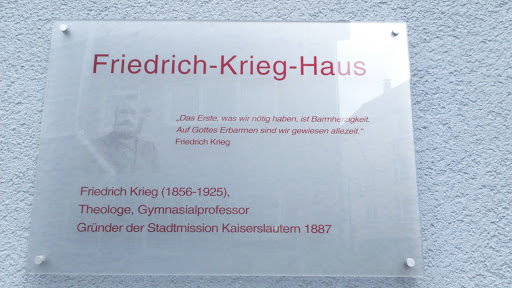 Friedrich-Krieg-Haus
„Das Erste, was wir nötig haben, ist Barmherzigkeit.
Auf Gottes Erbarmen sind wir gewiesen allezeit.“
Friedrich Krieg
Friedrich Krieg (1856-1925),
Theologe, Gymnasialprofessor
Gründer der Stadtmission Kaiserslautern 1887